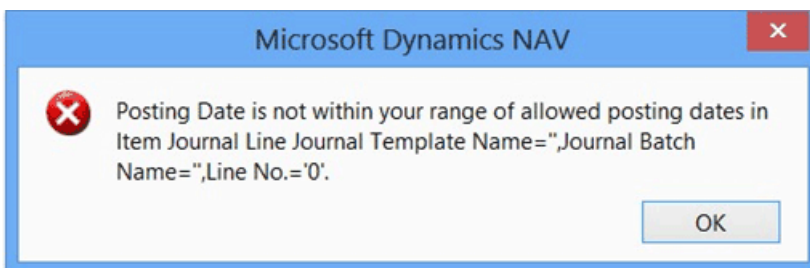 Microsoft Dynamics NAV
Posting Date is not within your range of allowed posting dates in
Item Journal Line Journal Template Name='',Journal Batch
Name='',Line No.='0'.
OK